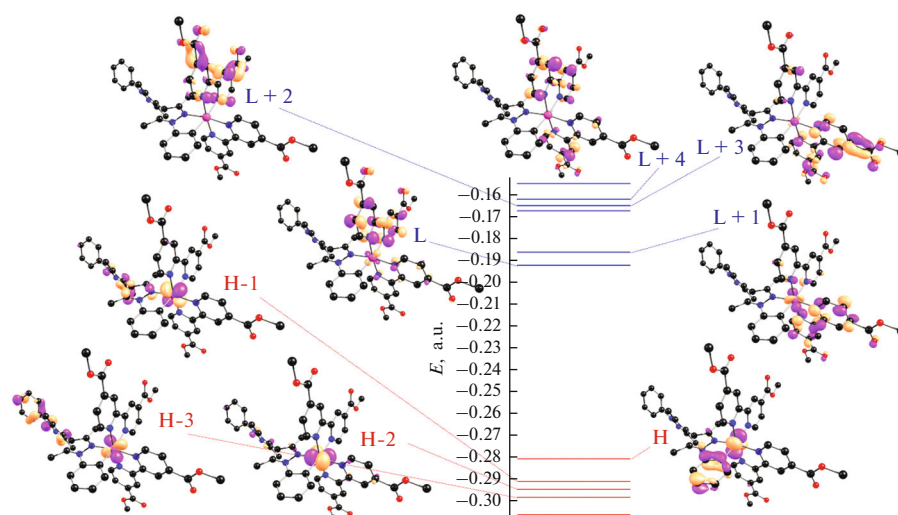 L + 2
L + 4
L + 3
L
L + 1
H-1
H-3
H-2
H
E, a.u.
−0.16
−0.17
−0.18
−0.19
−0.20
−0.21
−0.22
−0.23
−0.24
−0.25
−0.26
−0.27
−0.28
−0.29
−0.30